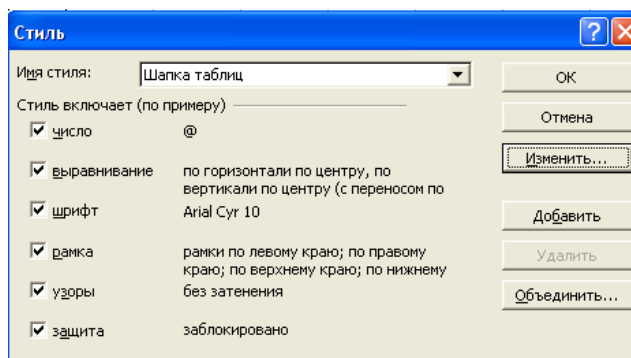 Стиль
Имя стиля: Шапка таблиц
ОК
Стиль включает (по примеру)
Отмена
число @
Изменить...
выравнивание по горизонтали по центру, по
вертикали по центру (с переносом по
шрифт Arial Cyr 10
Добавить
рамка рамки по левому краю; по правому
краю; по верхнему краю; по нижнему
Удалить
узоры без затенения
Объединить...
защита заблокировано